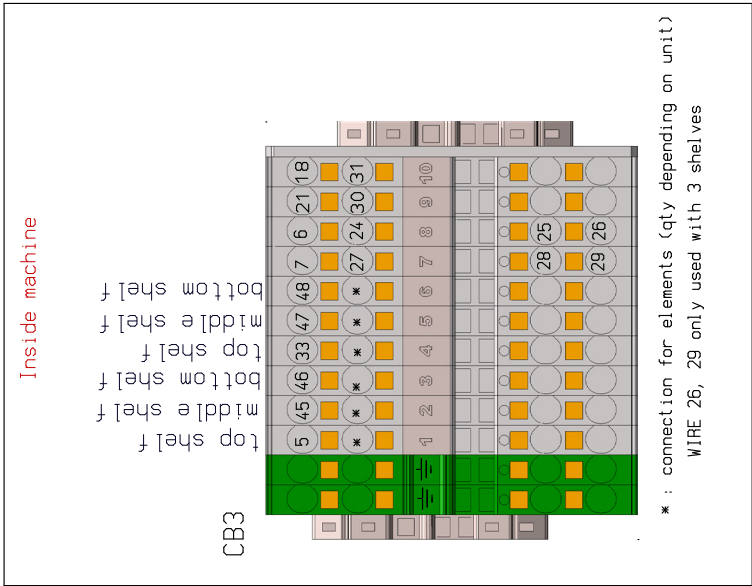 Inside machine
bottom shelf
middle shelf
top shelf
bottom shelf
middle shelf
top shelf
CB3
18 31 10
21 30 9
6 24 8 25 26
7 27 7 28 29
48 * 6
47 * 5
33 * 4
46 * 3
45 * 2
5 * 1
* : connection for elements (qty depending on unit)
WIRE 26, 29 only used with 3 shelves